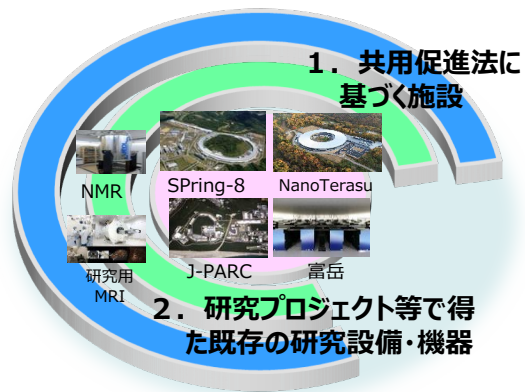 1．共用促進法に
基づく施設
NMR
SPring-8
NanoTerasu
研究用
MRI
J-PARC
富岳
2．研究プロジェクト等で得
た既存の研究設備・機器